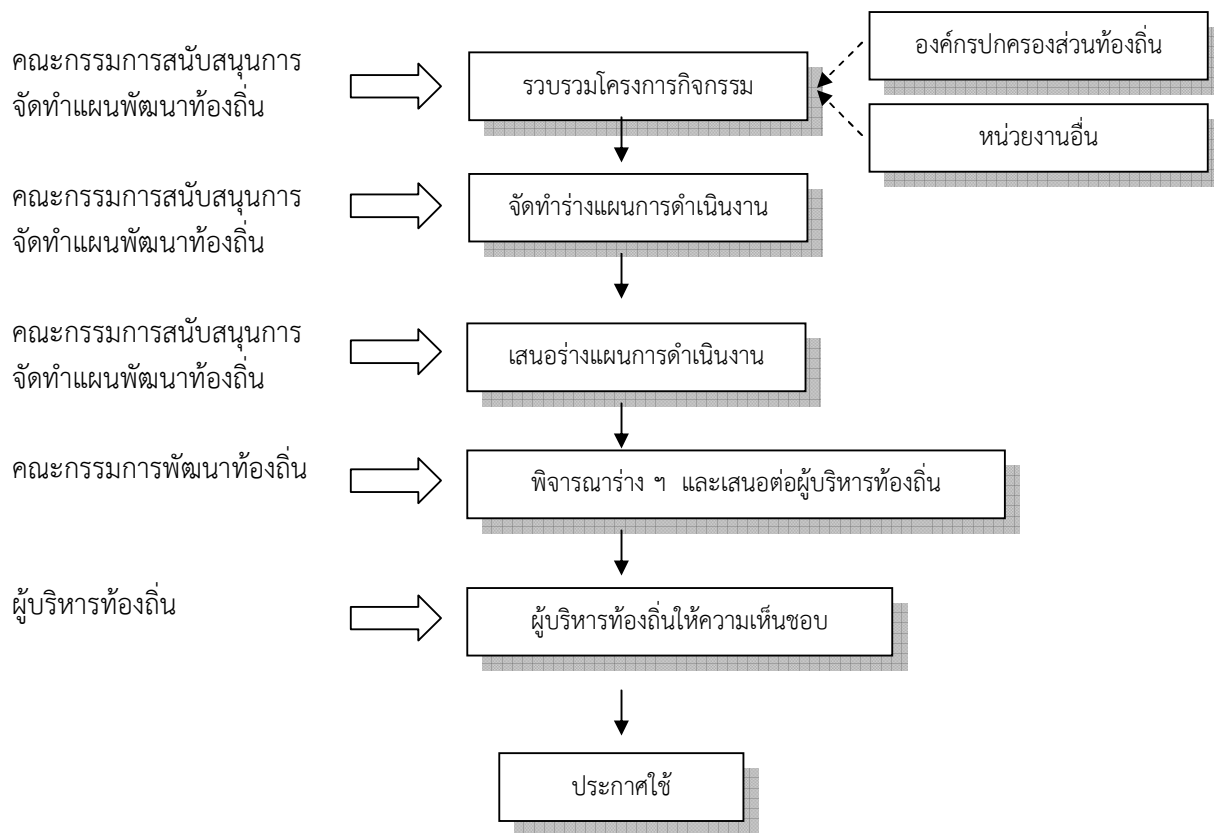 คณะกรรมการสนับสนุนการ
จัดทำแผนพัฒนาท้องถิ่น
รวบรวมโครงการกิจกรรม
องค์กรปกครองส่วนท้องถิ่น
หน่วยงานอื่น
คณะกรรมการสนับสนุนการ
จัดทำแผนพัฒนาท้องถิ่น
จัดทำร่างแผนการดำเนินงาน
คณะกรรมการสนับสนุนการ
จัดทำแผนพัฒนาท้องถิ่น
เสนอร่างแผนการดำเนินงาน
คณะกรรมการพัฒนาท้องถิ่น
พิจารณาร่าง ฯ และเสนอต่อผู้บริหารท้องถิ่น
ผู้บริหารท้องถิ่น
ผู้บริหารท้องถิ่นให้ความเห็นชอบ
ประกาศใช้